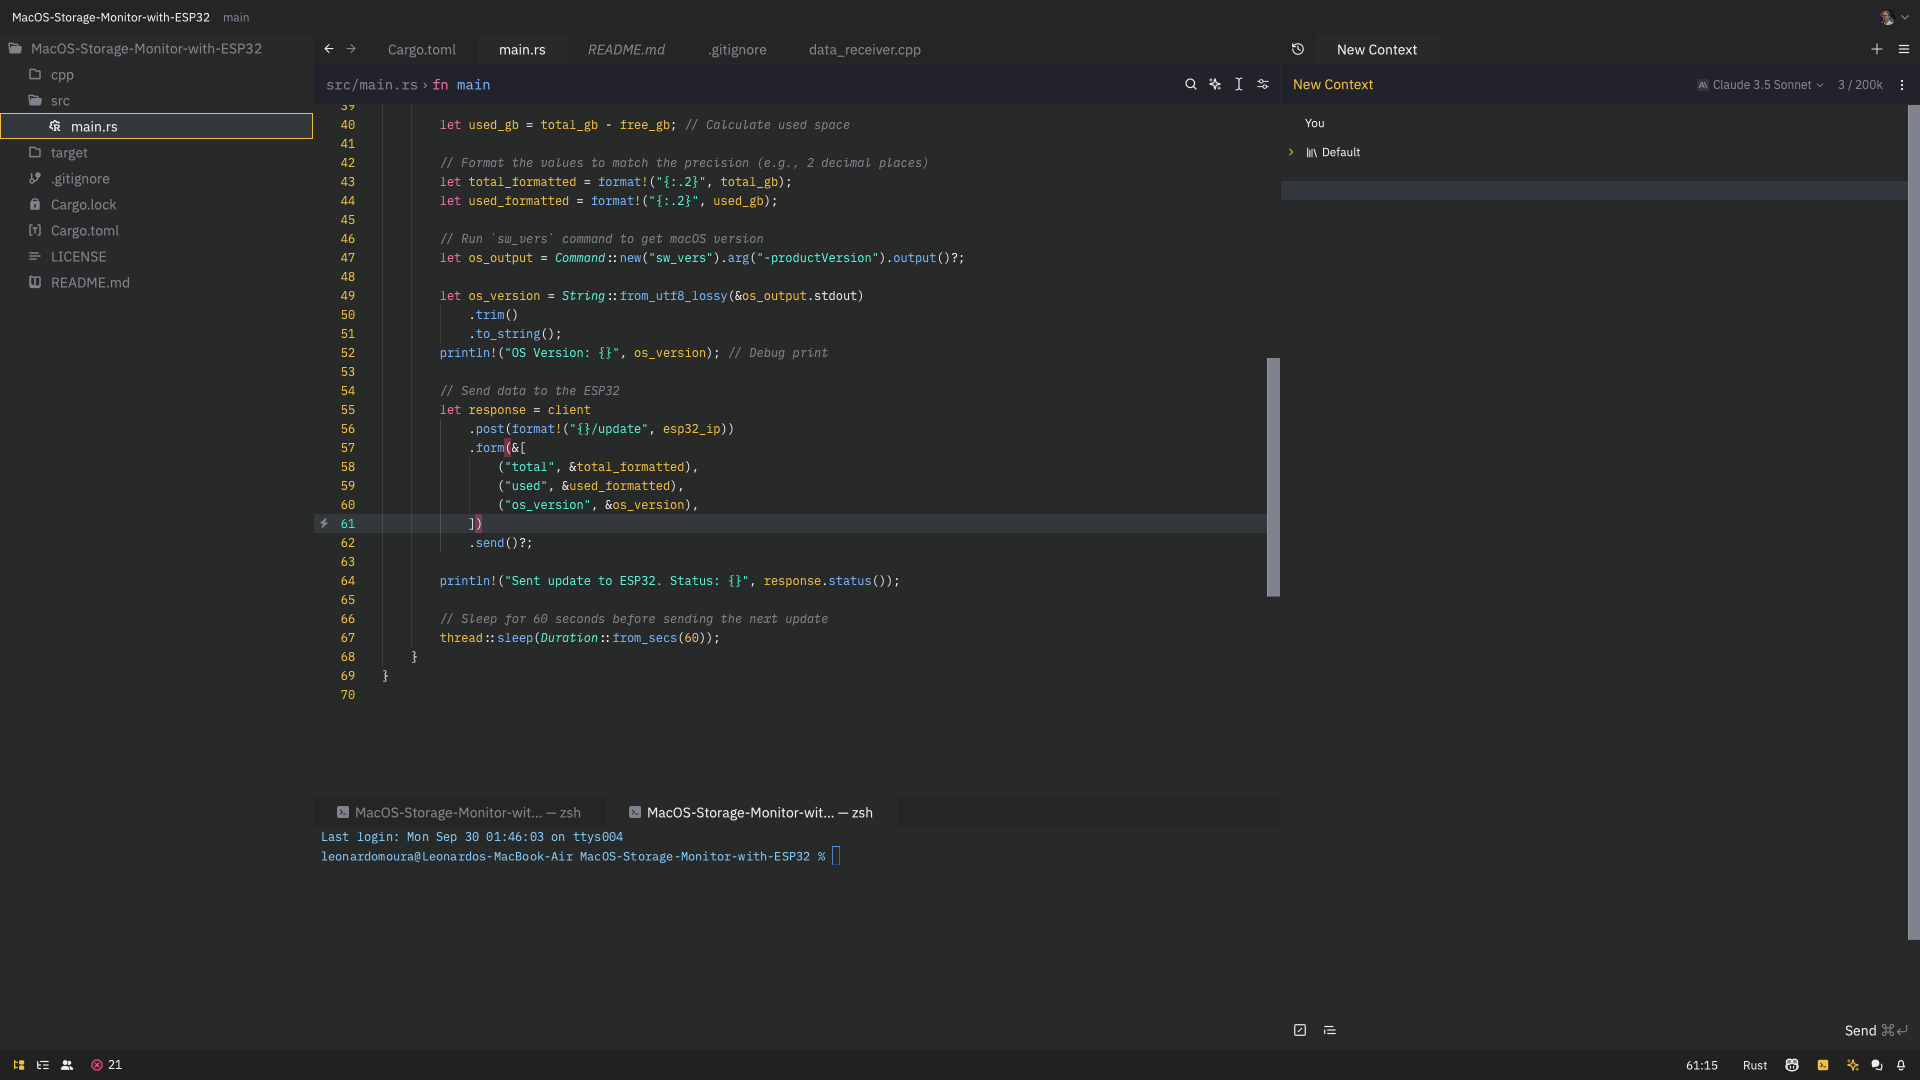 MacOS-Storage-Monitor-with-ESP32 main
MacOS-Storage-Monitor-with-ESP32
cpp
src
main.rs
target
.gitignore
Cargo.lock
Cargo.toml
LICENSE
README.md
Cargo.toml main.rs README.md .gitignore data_receiver.cpp
src/main.rs › fn main
39
40 let used_gb = total_gb - free_gb; // Calculate used space
41
42 // Format the values to match the precision (e.g., 2 decimal places)
43 let total_formatted = format!("{:.2}", total_gb);
44 let used_formatted = format!("{:.2}", used_gb);
45
46 // Run `sw_vers` command to get macOS version
47 let os_output = Command::new("sw_vers").arg("-productVersion").output()?;
48
49 let os_version = String::from_utf8_lossy(&os_output.stdout)
50 .trim()
51 .to_string();
52 println!("OS Version: {}", os_version); // Debug print
53
54 // Send data to the ESP32
55 let response = client
56 .post(format!("{}/update", esp32_ip))
57 .form(&[
58 ("total", &total_formatted),
59 ("used", &used_formatted),
60 ("os_version", &os_version),
61 ])
62 .send()?;
63
64 println!("Sent update to ESP32. Status: {}", response.status());
65
66 // Sleep for 60 seconds before sending the next update
67 thread::sleep(Duration::from_secs(60));
68 }
69 }
70
MacOS-Storage-Monitor-wit... — zsh MacOS-Storage-Monitor-wit... — zsh
Last login: Mon Sep 30 01:46:03 on ttys004
leonardomoura@Leonardos-MacBook-Air MacOS-Storage-Monitor-with-ESP32 %
New Context
New Context Claude 3.5 Sonnet 3 / 200k
You
Default
Send ⌘↵
21 61:15 Rust